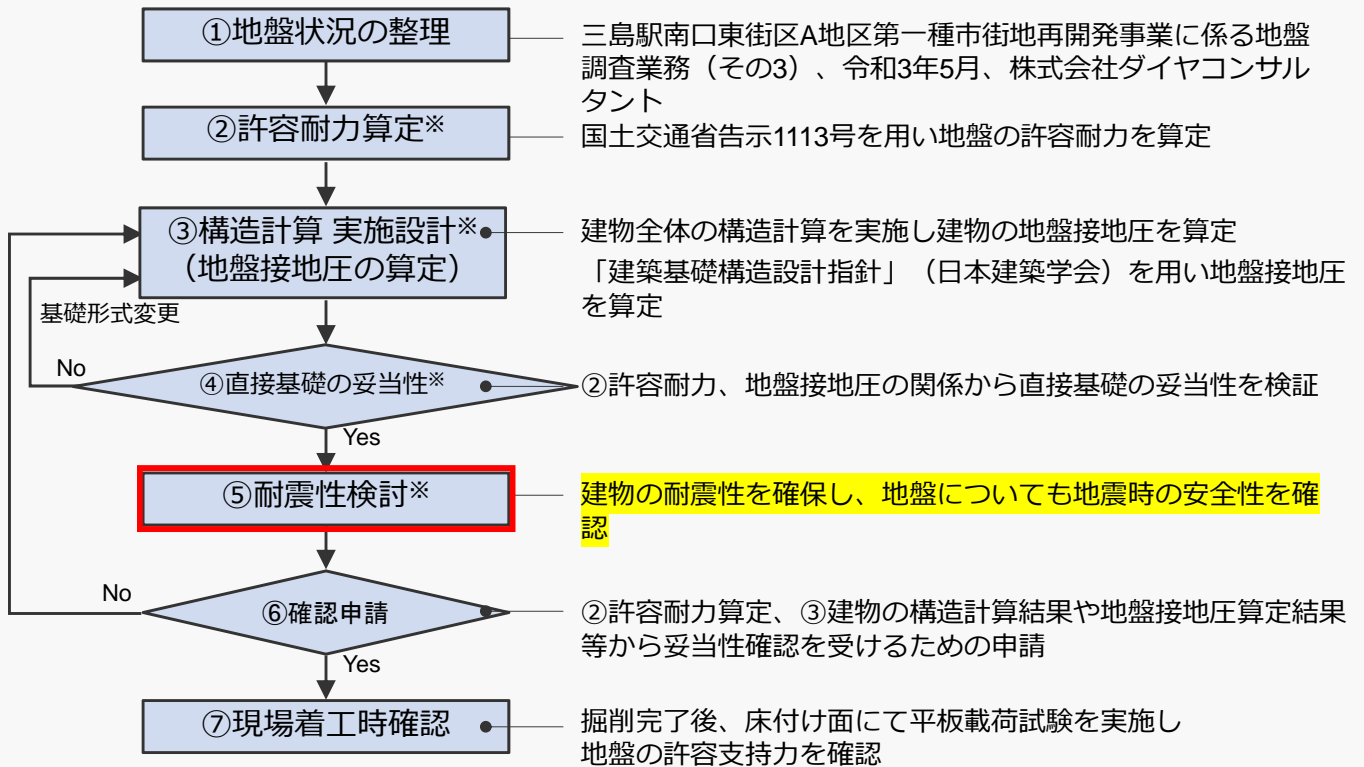 ①地盤状況の整理
三島駅南口東街区A地区第一種市街地再開発事業に係る地盤
調査業務（その3）、令和3年5月、株式会社ダイヤコンサル
タント
②許容耐力算定※
国土交通省告示1113号を用い地盤の許容耐力を算定
③構造計算 実施設計※
（地盤接地圧の算定）
建物全体の構造計算を実施し建物の地盤接地圧を算定
「建築基礎構造設計指針」（日本建築学会）を用い地盤接地圧
を算定
基礎形式変更
No
④直接基礎の妥当性※
②許容耐力、地盤接地圧の関係から直接基礎の妥当性を検証
Yes
⑤耐震性検討※
建物の耐震性を確保し、地盤についても地震時の安全性を確
認
No
⑥確認申請
②許容耐力算定、③建物の構造計算結果や地盤接地圧算定結果
等から妥当性確認を受けるための申請
Yes
⑦現場着工時確認
掘削完了後、床付け面にて平板載荷試験を実施し
地盤の許容支持力を確認